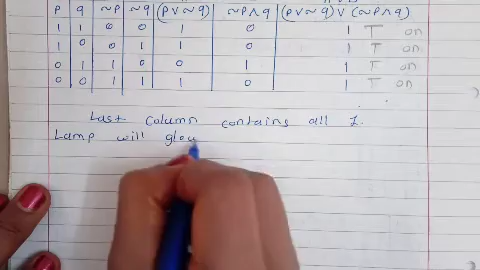 p q ~p ~q (p∨~q) ~p∧q (p∨~q)∨(~p∧q)
1 1 0 0 1 0 1 T on
1 0 0 1 1 0 1 T on
0 1 1 0 0 1 1 T on
0 0 1 1 1 0 1 T on
Last column contains all 1.
Lamp will glow